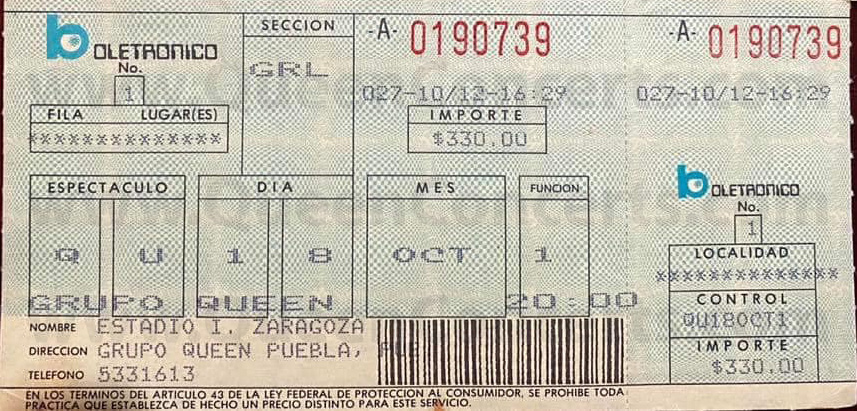 bOLETRONICO
No.
1
SECCION
GRL
-A- 0190739
-A- 0190739
027-10/12-16:29
027-10/12-16:29
FILA LUGAR(ES)
***************
IMPORTE
$330.00
ESPECTACULO DIA MES FUNCION
Q U 1 8 OCT 1
GRUPO QUEEN 20:00
bOLETRONICO
No.
1
LOCALIDAD
***************
CONTROL
QU18OCT1
IMPORTE
$330.00
NOMBRE ESTADIO I. ZARAGOZA
DIRECCION GRUPO QUEEN PUEBLA, PUE
TELEFONO 5331613
EN LOS TERMINOS DEL ARTICULO 43 DE LA LEY FEDERAL DE PROTECCION AL CONSUMIDOR, SE PROHIBE TODA
PRACTICA QUE ESTABLEZCA DE HECHO UN PRECIO DISTINTO PARA ESTE SERVICIO.